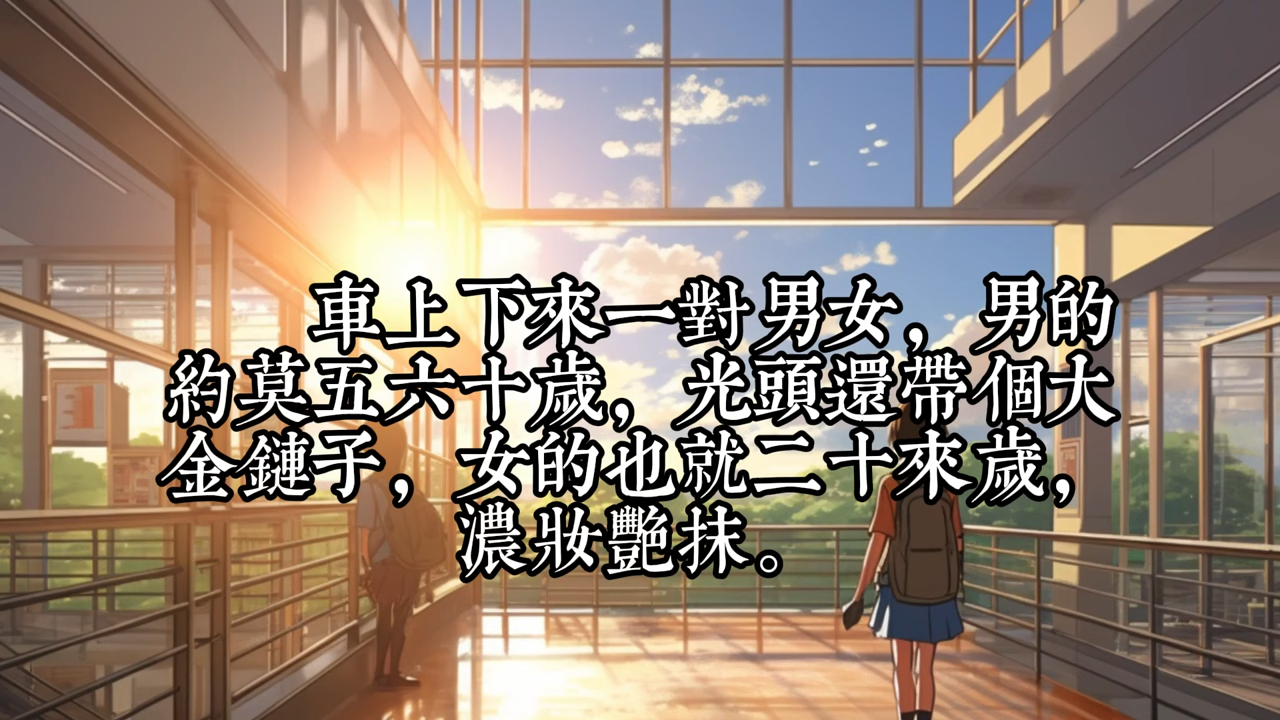 車上下來一對男女，男的
約莫五六十歲，光頭還帶個大
金鏈子，女的也就二十來歲，
濃妝艷抹。